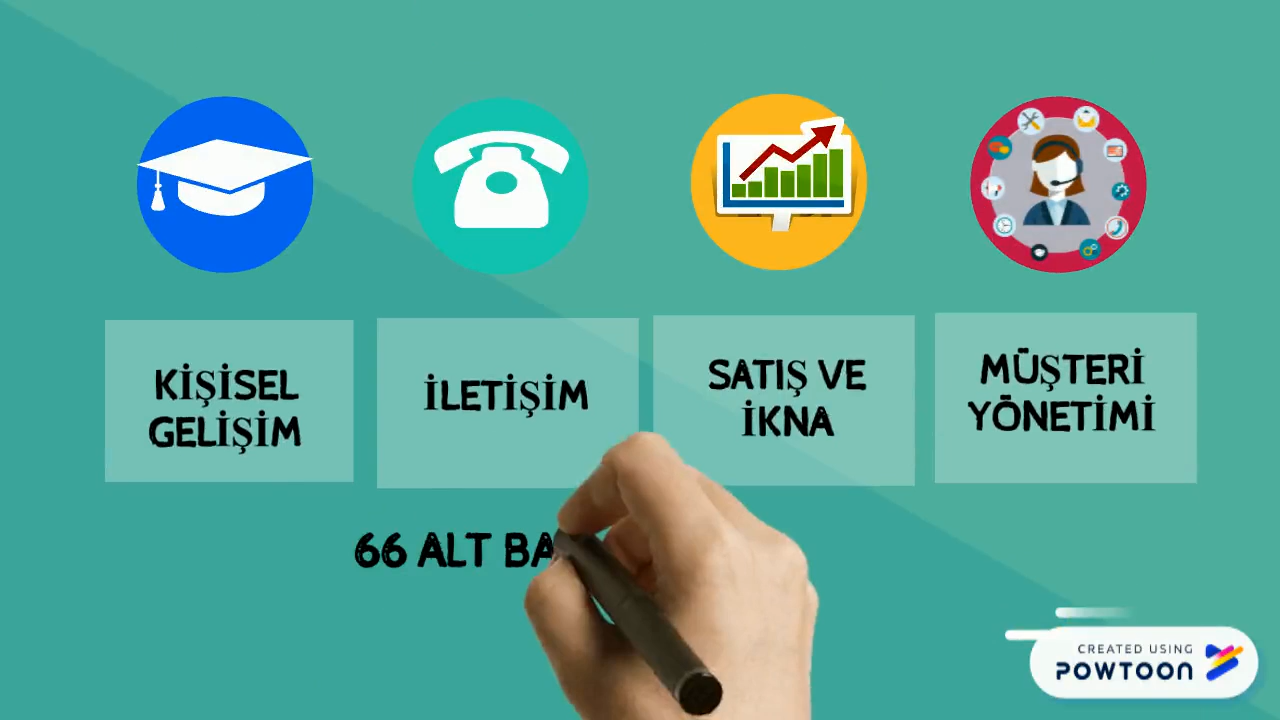 KİŞİSEL
GELİŞİM
İLETİŞİM
SATIŞ VE
İKNA
MÜŞTERİ
YÖNETİMİ
66 ALT BA
CREATED USING
POWTOON